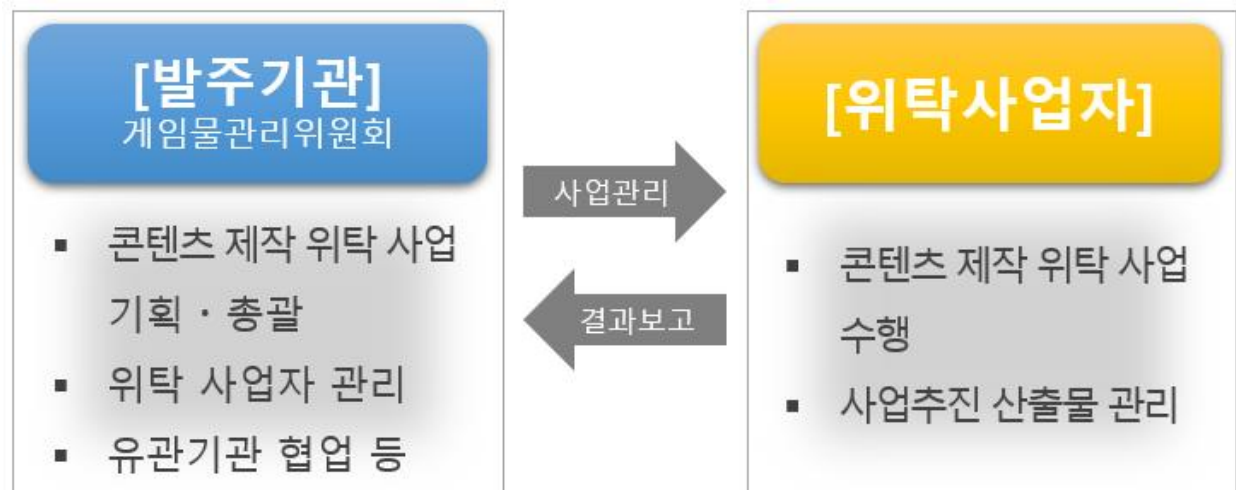 [발주기관]
게임물관리위원회
▪ 콘텐츠 제작 위탁 사업
기획・총괄
▪ 위탁 사업자 관리
▪ 유관기관 협업 등
사업관리
결과보고
[위탁사업자]
▪ 콘텐츠 제작 위탁 사업
수행
▪ 사업추진 산출물 관리